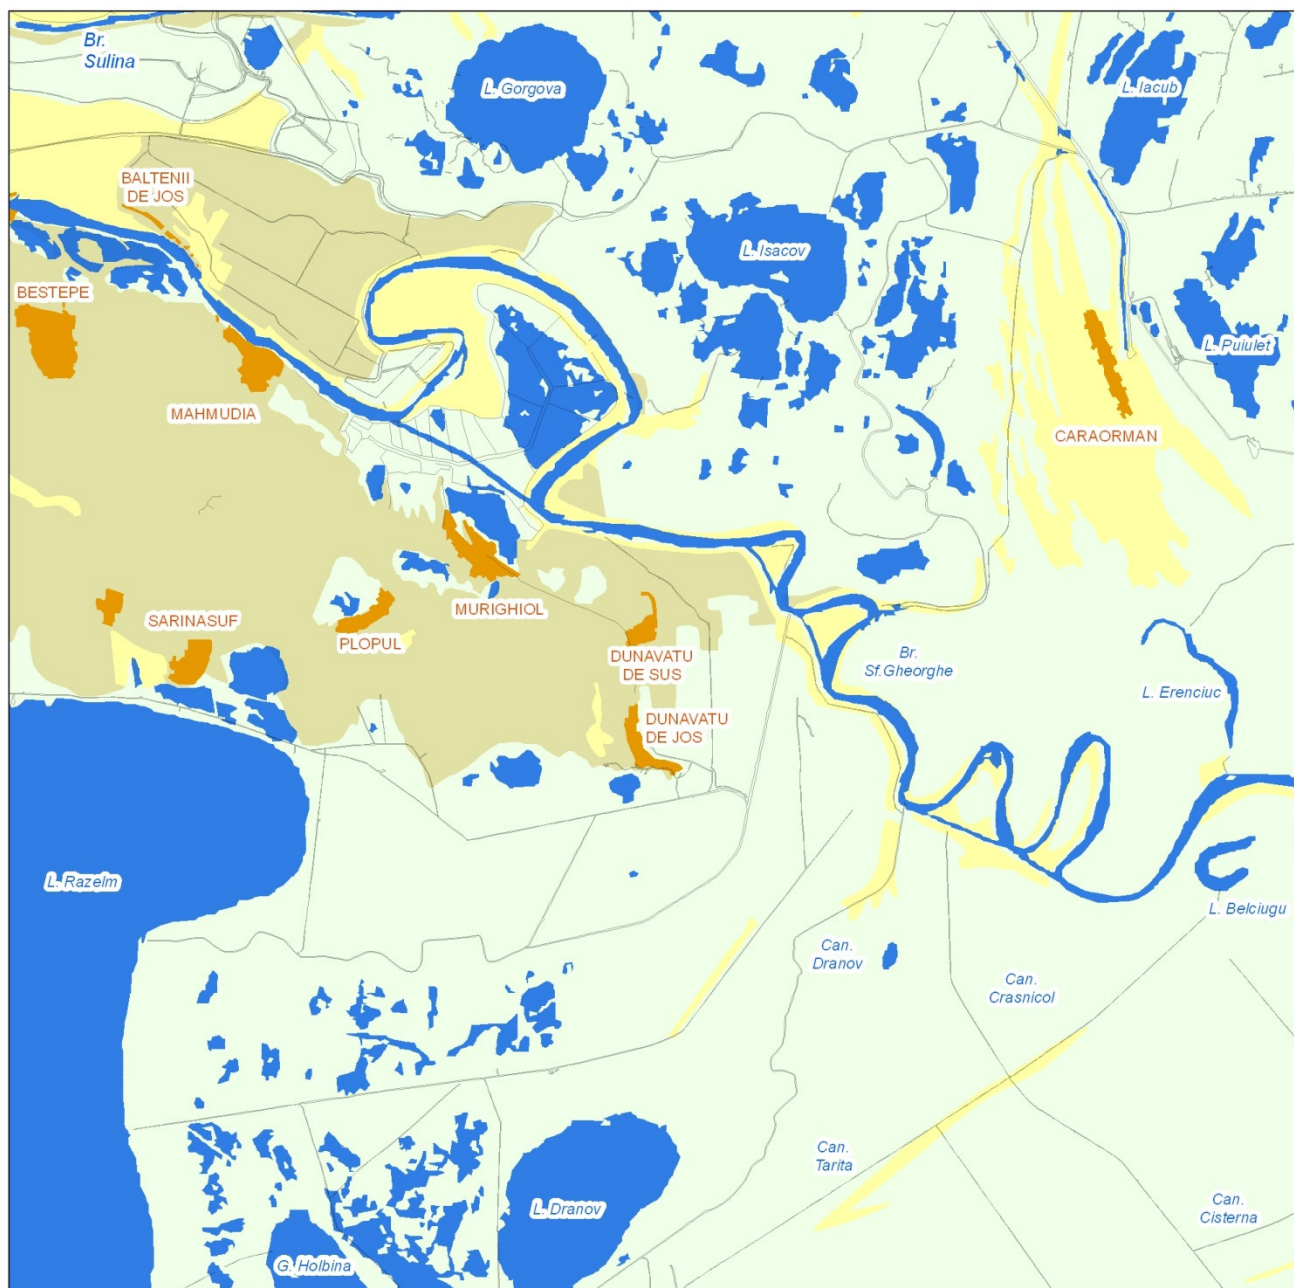 Br.
Sulina
L. Gorgova
L. Iacub
BALTENII
DE JOS
L. Isacov
BESTEPE
L. Puiulet
MAHMUDIA
CARAORMAN
MURIGHIOL
SARINASUF
PLOPUL
DUNAVATU
DE SUS
Br.
Sf.Gheorghe
L. Erenciuc
DUNAVATU
DE JOS
L. Razelm
L. Belciugu
Can.
Dranov
Can.
Crasnicol
Can.
Tarita
L. Dranov
Can.
Cisterna
G. Holbina